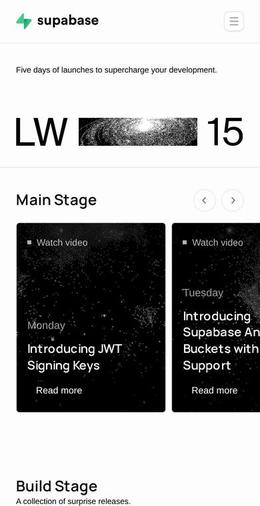 supabase
Five days of launches to supercharge your development.
LW 15
Main Stage
Watch video
Monday
Introducing JWT
Signing Keys
Read more
Watch video
Tuesday
Introducing
Supabase An
Buckets with
Support
Read more
Build Stage
A collection of surprise releases.